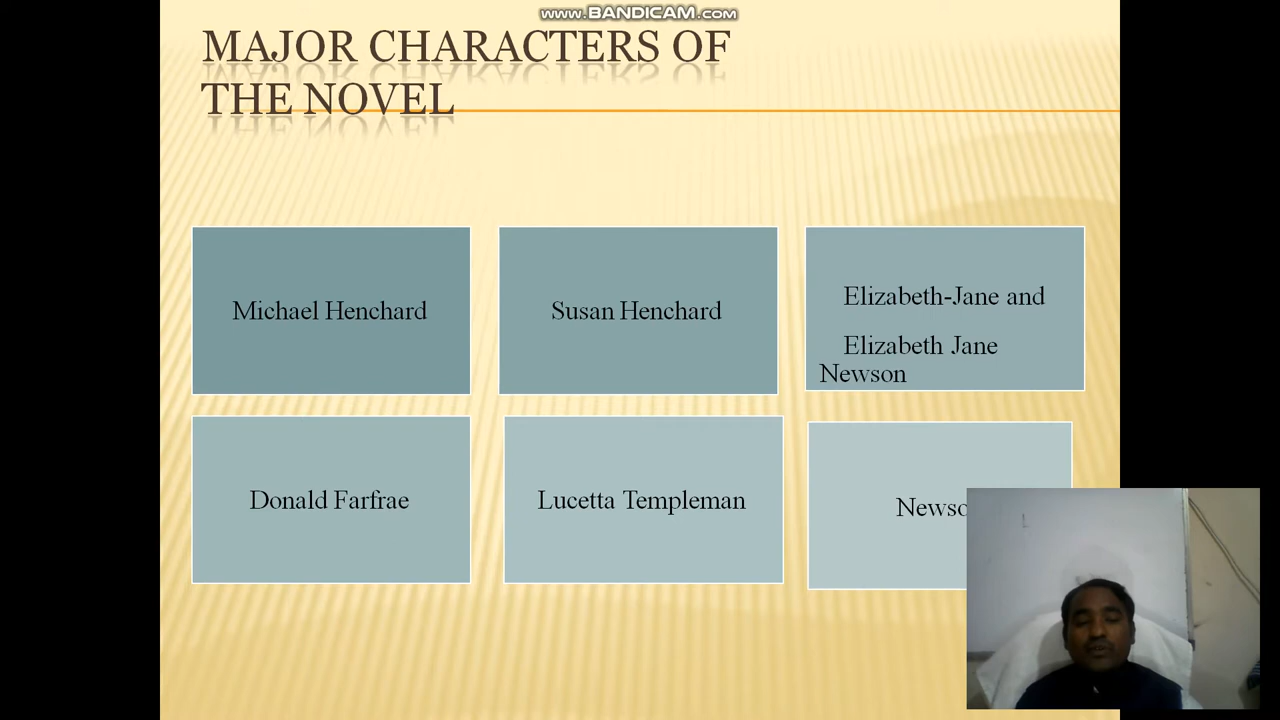 www.BANDICAM.com
MAJOR CHARACTERS OF
THE NOVEL
Michael Henchard
Susan Henchard
Elizabeth-Jane and
Elizabeth Jane
Newson
Donald Farfrae
Lucetta Templeman